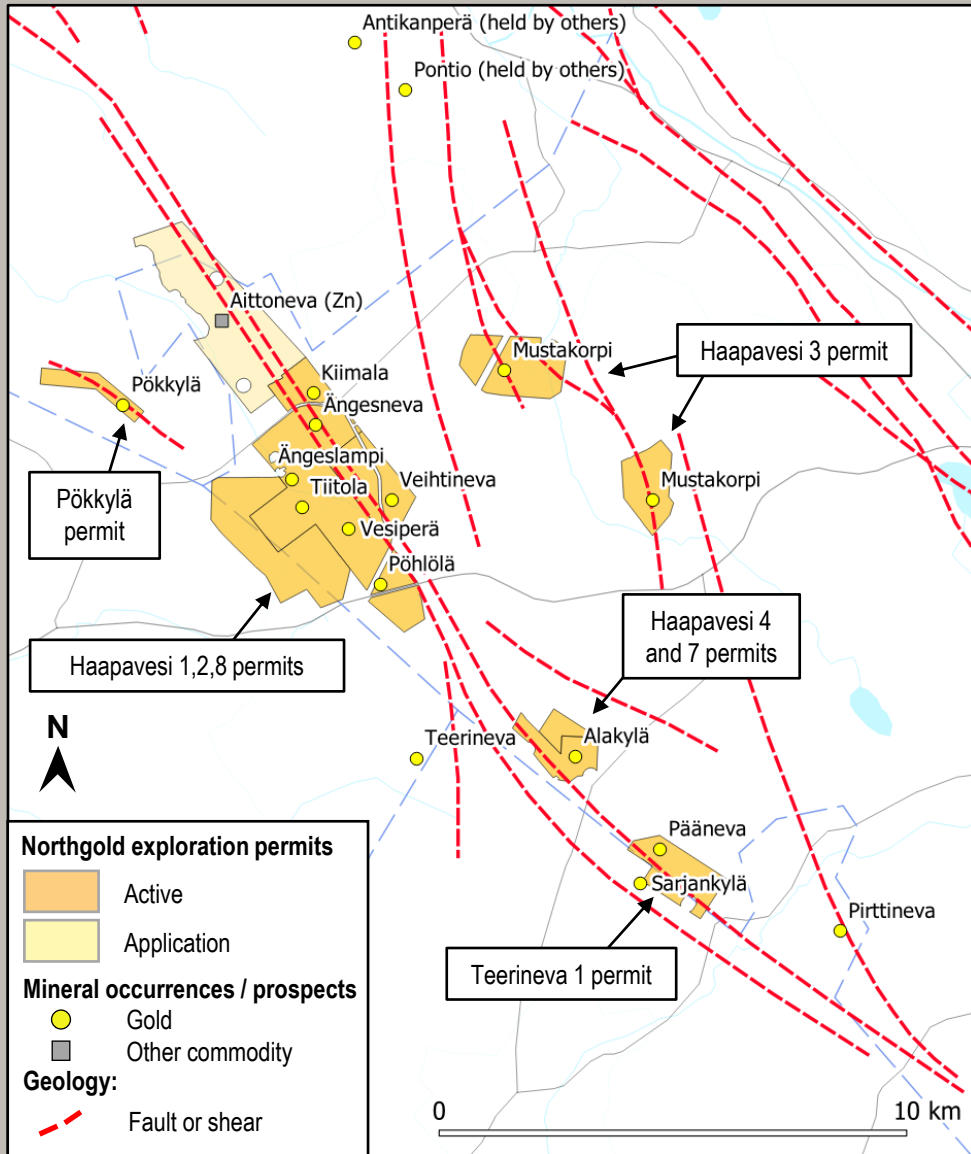 Antikanperä (held by others)
Pontio (held by others)
Aittoneva (Zn)
Mustakorpi
Haapavesi 3 permit
Pökkylä
Kiimala
Ängesneva
Ängeslampi
Tiitola
Veihtineva
Mustakorpi
Pökkylä
permit
Vesiperä
Pöhlölä
Haapavesi 4
and 7 permits
Haapavesi 1,2,8 permits
N
Teerineva
Alakylä
Pääneva
Sarjankylä
Pirttineva
Teerineva 1 permit
Northgold exploration permits
Active
Application
Mineral occurrences / prospects
Gold
Other commodity
Geology:
Fault or shear
0
10 km